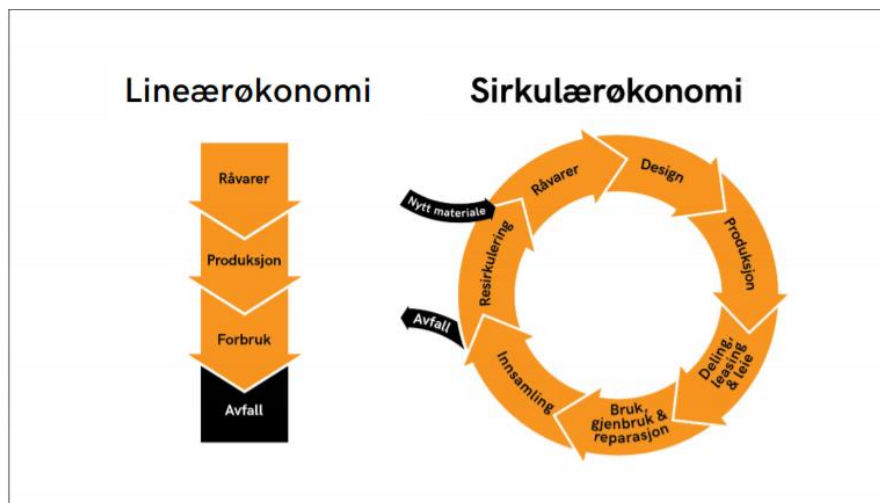 Lineærøkonomi
Råvarer
Produksjon
Forbruk
Avfall
Sirkulærøkonomi
Råvarer
Design
Produksjon
Deling,
leasing
& leie
Bruk,
gjenbruk &
reparasjon
Innsamling
Resirkulering
Nytt materiale
Avfall